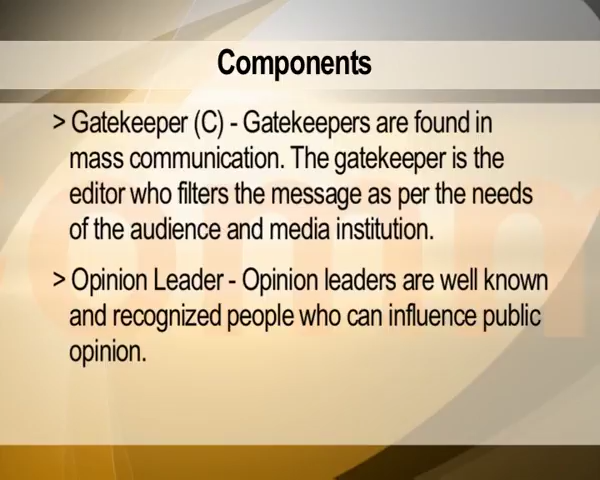 Components
> Gatekeeper (C) - Gatekeepers are found in
mass communication. The gatekeeper is the
editor who filters the message as per the needs
of the audience and media institution.
> Opinion Leader - Opinion leaders are well known
and recognized people who can influence public
opinion.